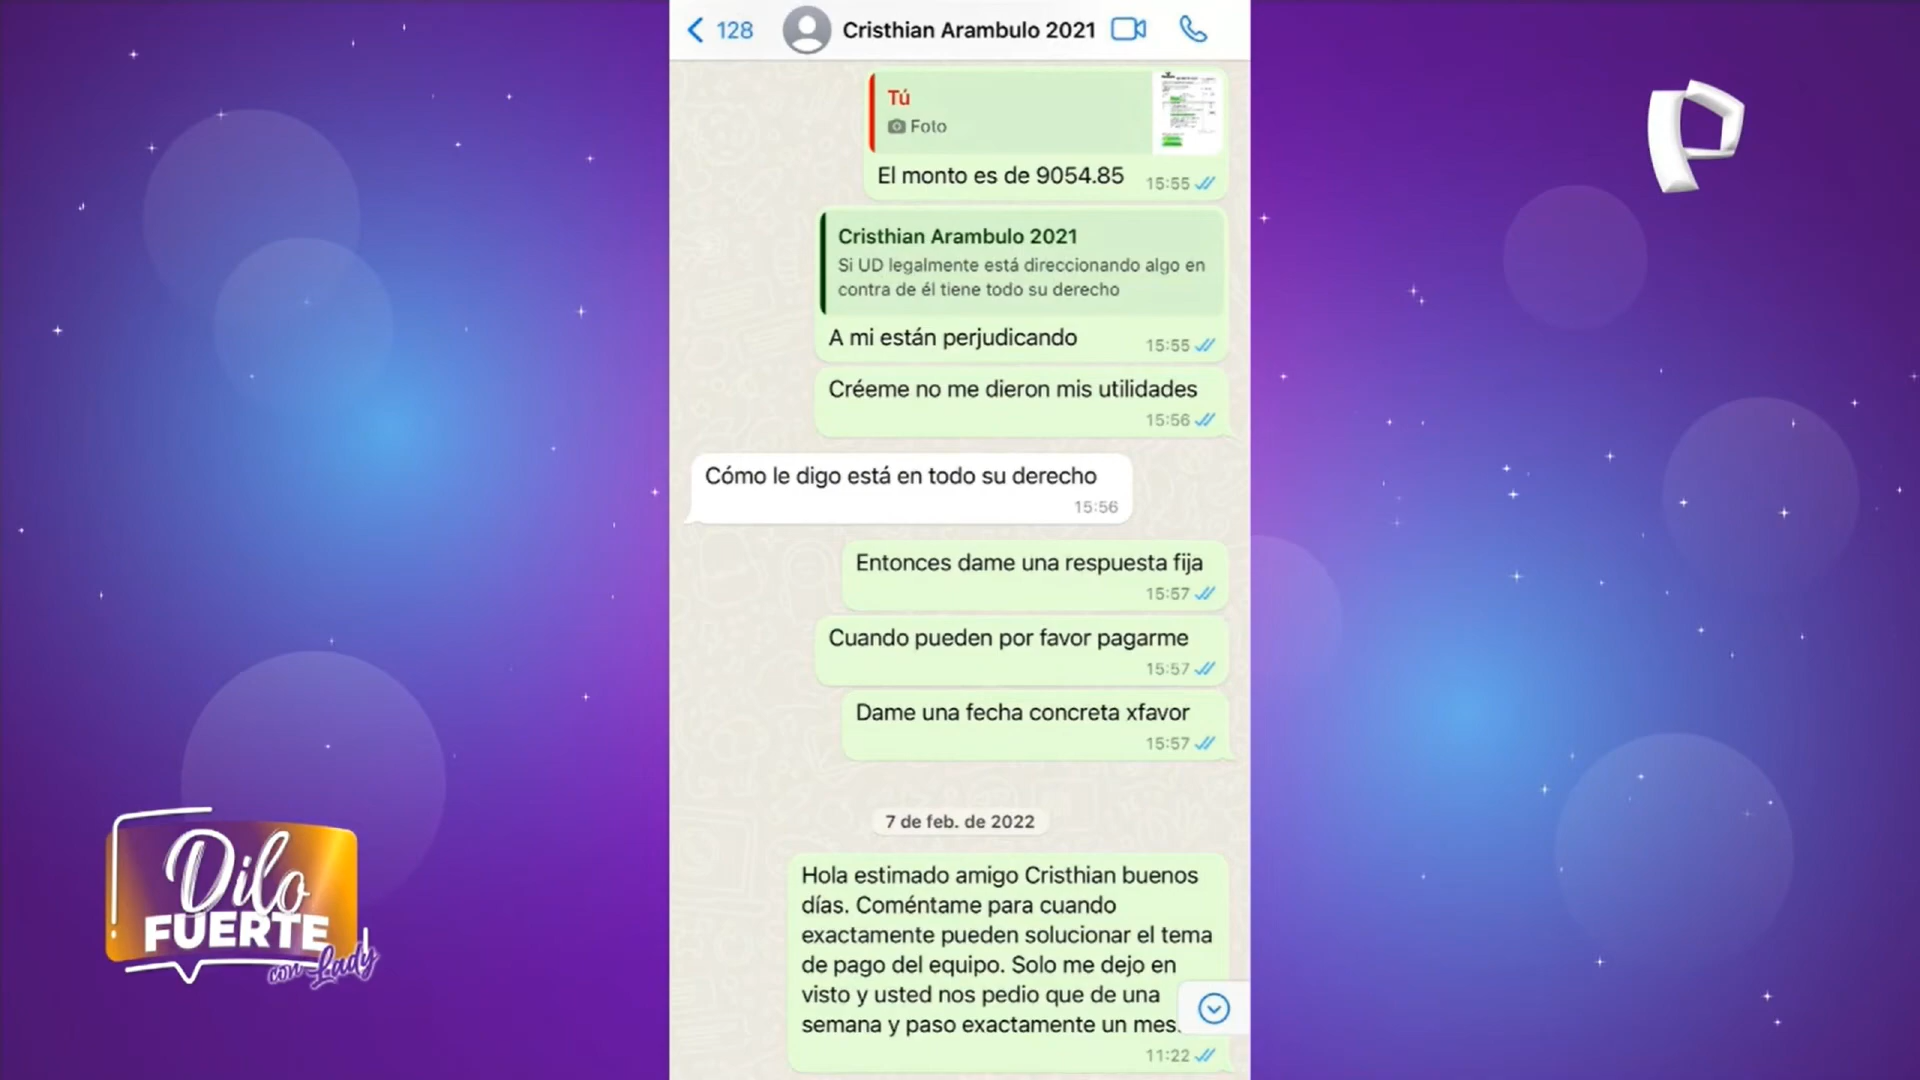 128
Cristhian Arambulo 2021
Tú
Foto
El monto es de 9054.85
15:55
Cristhian Arambulo 2021
Si UD legalmente está direccionando algo en
contra de él tiene todo su derecho
A mi están perjudicando
15:55
Créeme no me dieron mis utilidades
15:56
Cómo le digo está en todo su derecho
15:56
Entonces dame una respuesta fija
15:57
Cuando pueden por favor pagarme
15:57
Dame una fecha concreta xfavor
15:57
7 de feb. de 2022
Hola estimado amigo Cristhian buenos
días. Coméntame para cuando
exactamente pueden solucionar el tema
de pago del equipo. Solo me dejo en
visto y usted nos pedio que de una
semana y paso exactamente un mes.
11:22
Dilo
FUERTE
con Lady